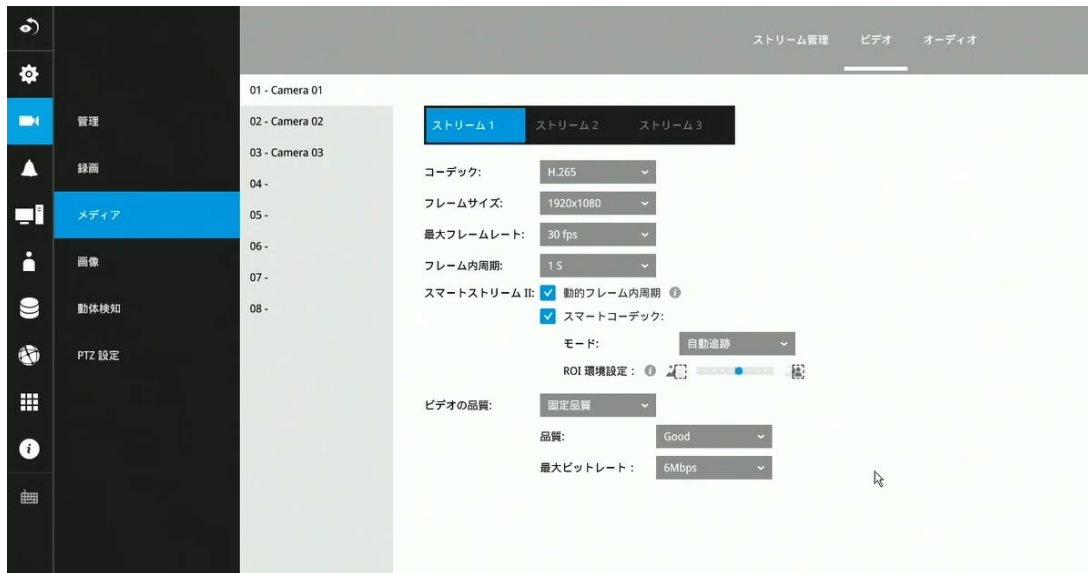 ストリーム管理 ビデオ オーディオ
管理
録画
メディア
画像
動体検知
PTZ 設定
01 - Camera 01
02 - Camera 02
03 - Camera 03
04 -
05 -
06 -
07 -
08 -
ストリーム 1 ストリーム 2 ストリーム 3
コーデック: H.265
フレームサイズ: 1920x1080
最大フレームレート: 30 fps
フレーム内周期: 1 S
スマートストリーム II: 動的フレーム内周期
スマートコーデック:
モード: 自動追跡
ROI 環境設定：
ビデオの品質: 固定品質
品質: Good
最大ビットレート： 6Mbps